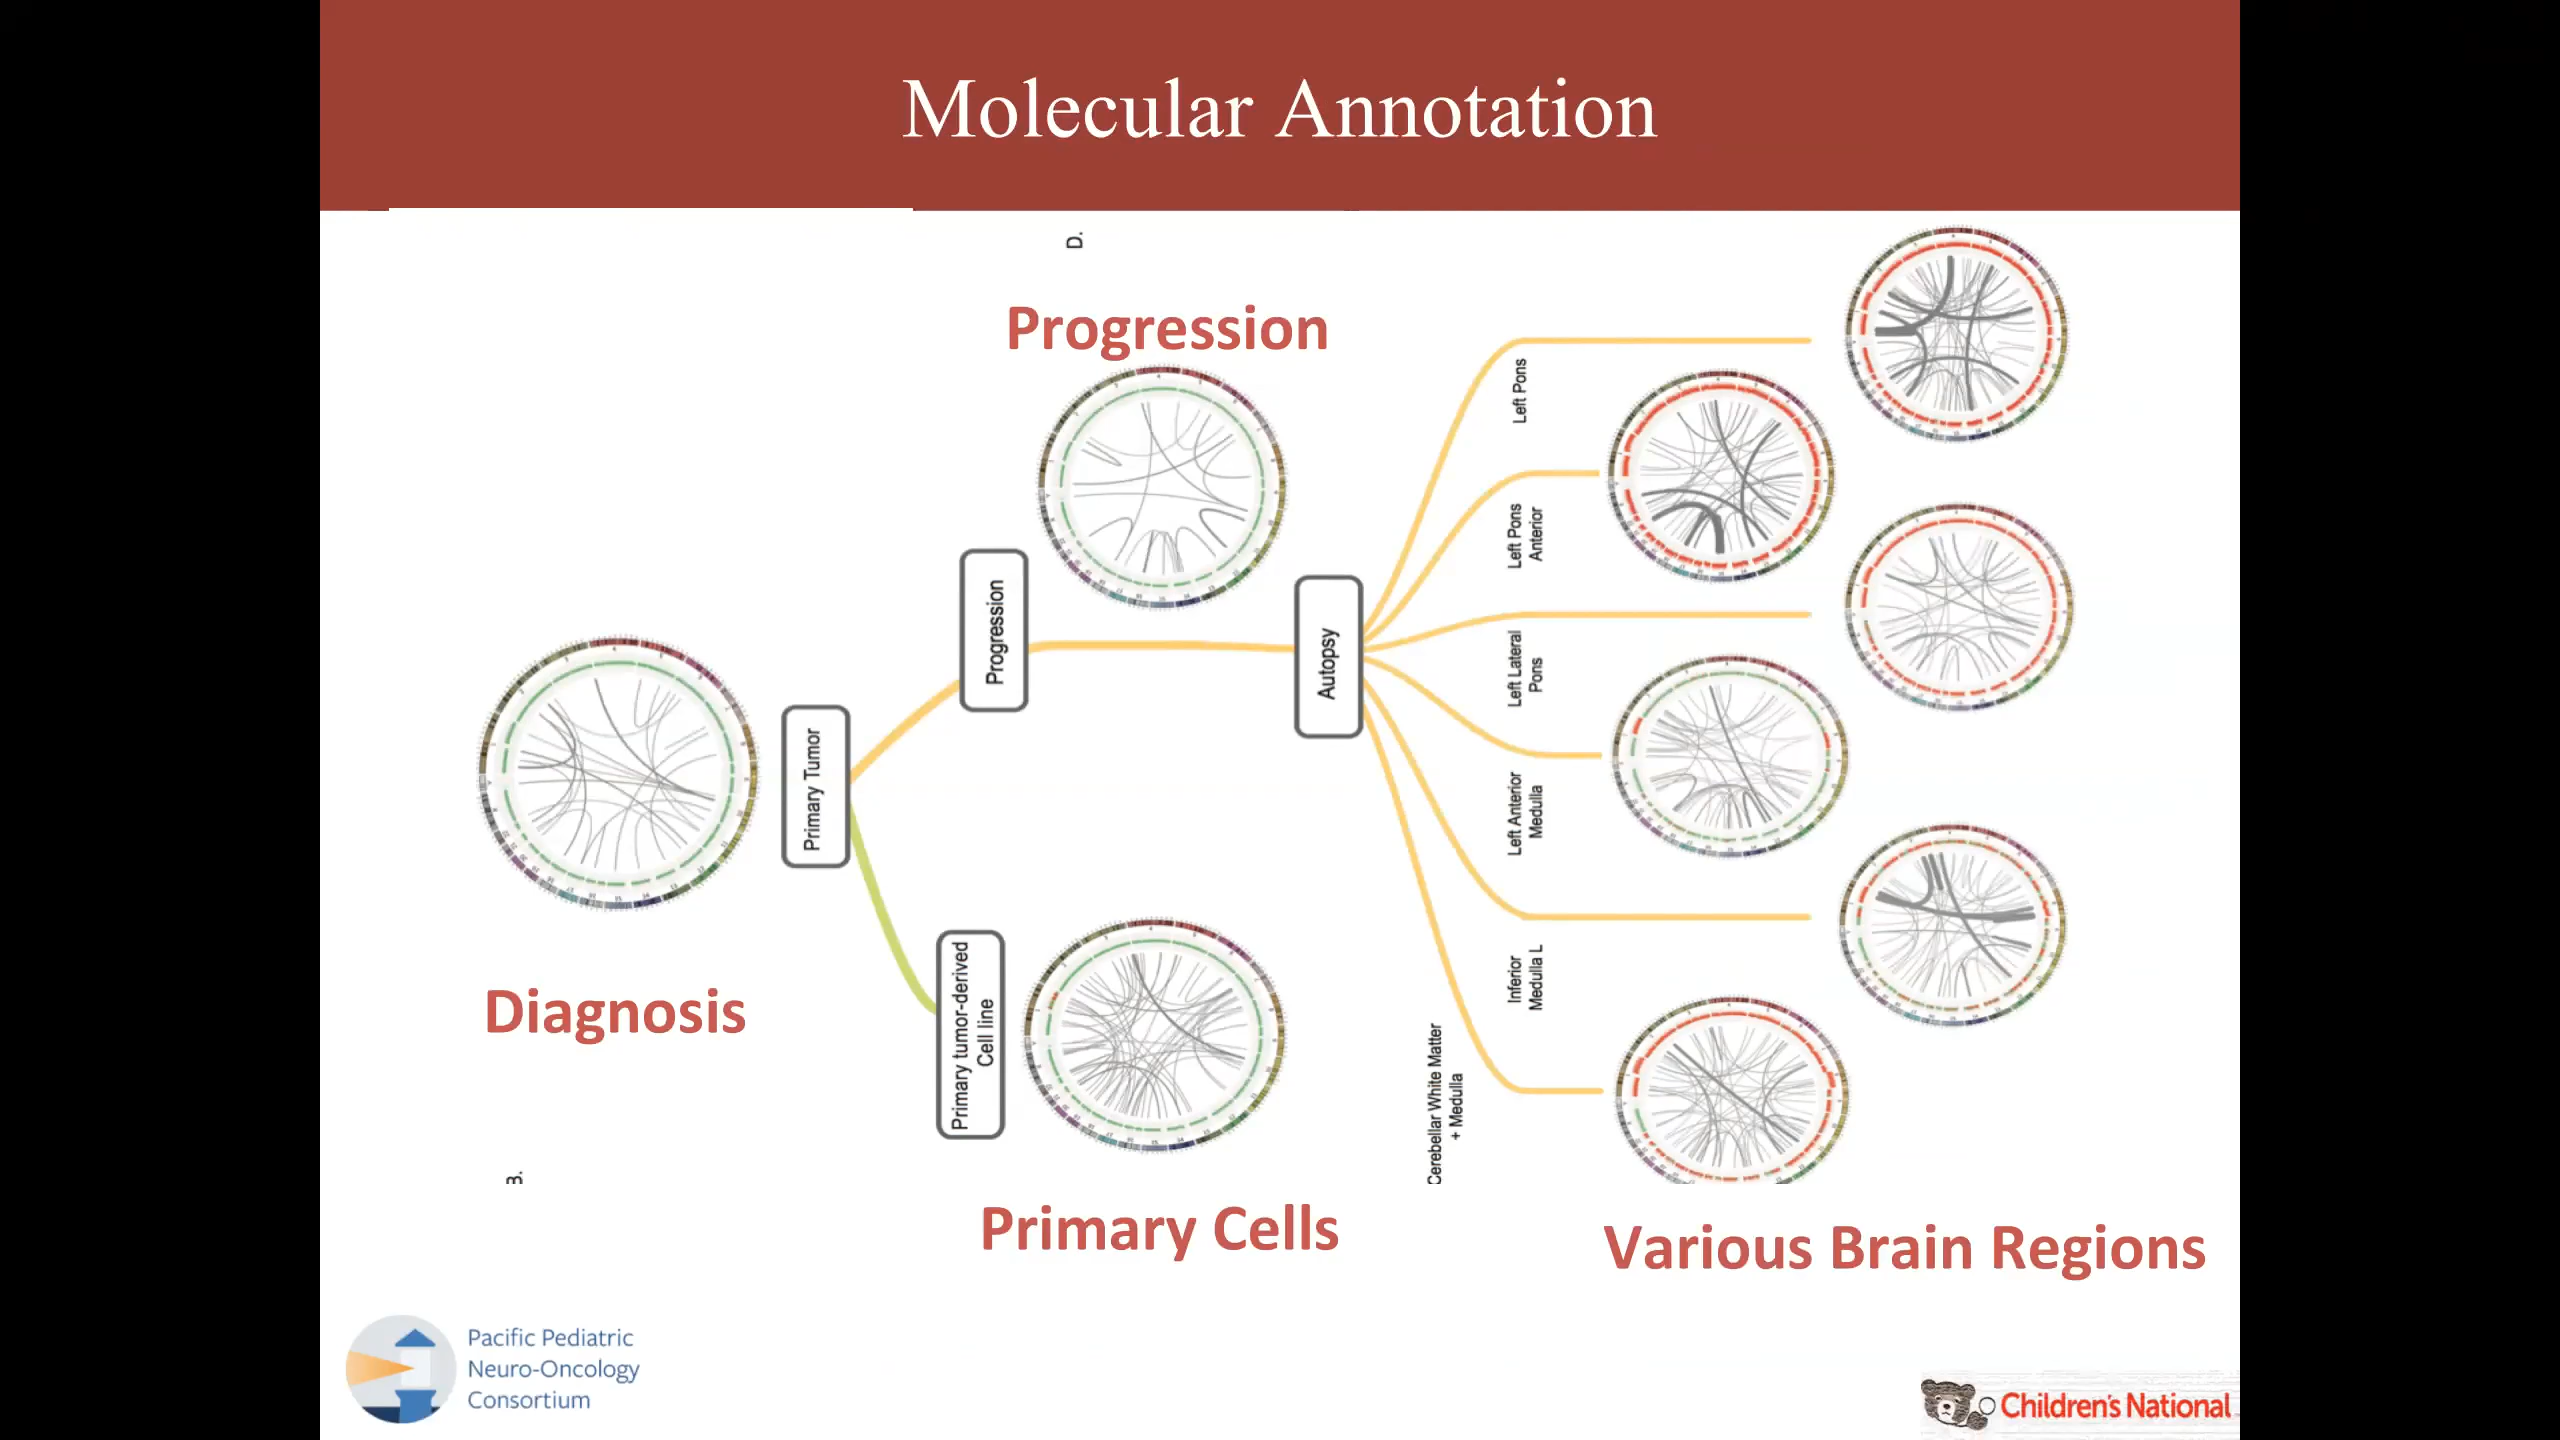 Molecular Annotation
D.
Progression
Progression
Primary Tumor
Diagnosis
Primary tumor-derived
Cell line
Primary Cells
B.
Autopsy
Left Pons
Left Pons
Anterior
Left Lateral
Pons
Left Anterior
Medulla
Inferior
Medulla L
Cerebellar White Matter
+ Medulla
Various Brain Regions
Pacific Pediatric
Neuro-Oncology
Consortium
Children's National